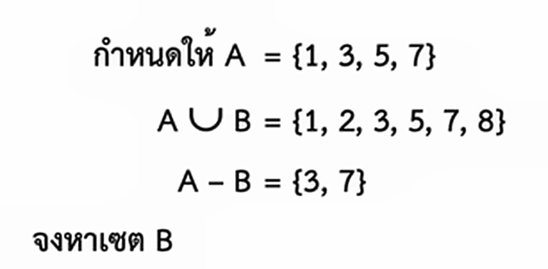 กำหนดให้ A = {1, 3, 5, 7}
A ∪ B = {1, 2, 3, 5, 7, 8}
A – B = {3, 7}
จงหาเซต B